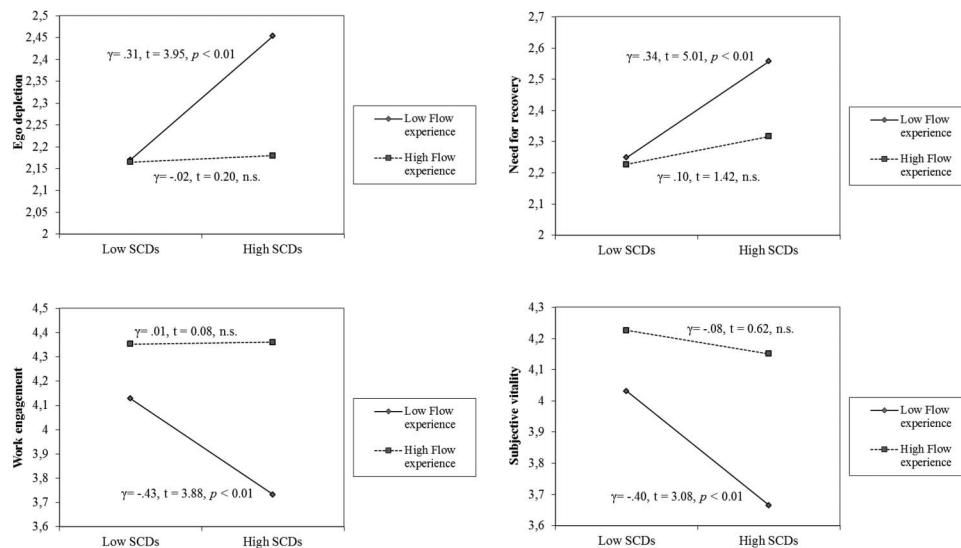 2,5
2,45
2,4
2,35
2,3
2,25
2,2
2,15
2,1
2,05
2
Ego depletion
γ= .31, t = 3.95, p < 0.01
γ= -.02, t = 0.20, n.s.
Low SCDs High SCDs
Low Flow
experience
High Flow
experience
2,7
2,6
2,5
2,4
2,3
2,2
2,1
2
Need for recovery
γ= .34, t = 5.01, p < 0.01
γ= .10, t = 1.42, n.s.
Low SCDs High SCDs
Low Flow
experience
High Flow
experience
4,5
4,4
4,3
4,2
4,1
4
3,9
3,8
3,7
3,6
Work engagement
γ= .01, t = 0.08, n.s.
γ= -.43, t = 3.88, p < 0.01
Low SCDs High SCDs
Low Flow
experience
High Flow
experience
4,3
4,2
4,1
4
3,9
3,8
3,7
3,6
Subjective vitality
γ= -.08, t = 0.62, n.s.
γ= -.40, t = 3.08, p < 0.01
Low SCDs High SCDs
Low Flow
experience
High Flow
experience